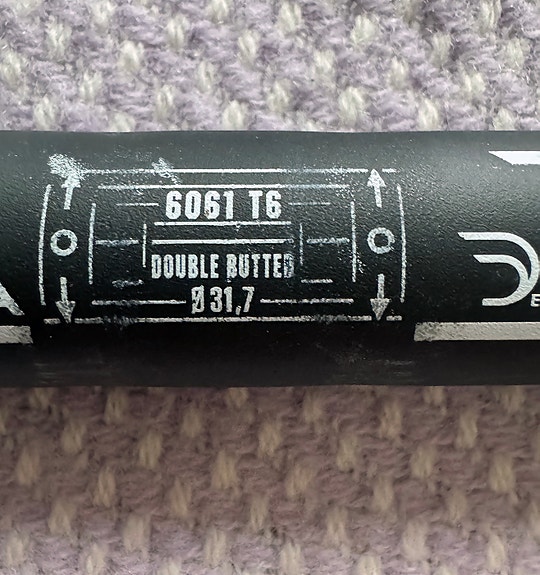 6061 T6
DOUBLE BUTTED
Ø 31,7